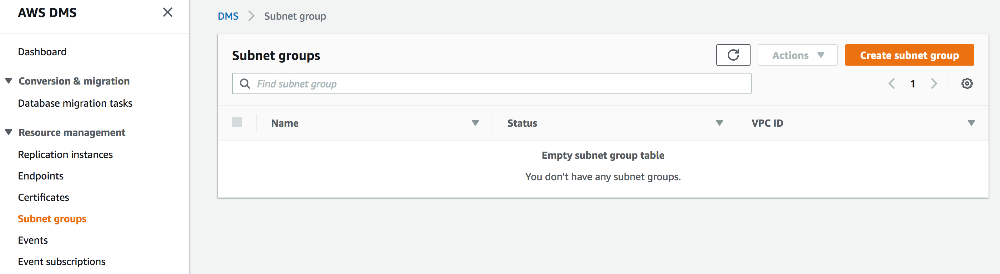 AWS DMS
Dashboard
Conversion & migration
Database migration tasks
Resource management
Replication instances
Endpoints
Certificates
Subnet groups
Events
Event subscriptions
DMS > Subnet group
Subnet groups
Actions
Create subnet group
Find subnet group
1
Name Status VPC ID
Empty subnet group table
You don't have any subnet groups.